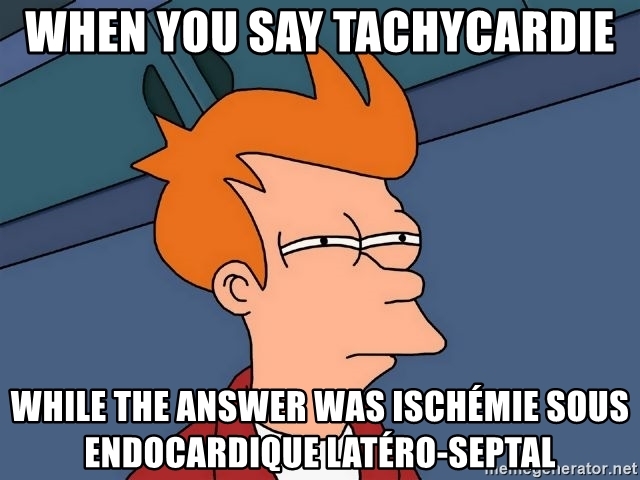 WHEN YOU SAY TACHYCARDIE
WHILE THE ANSWER WAS ISCHÉMIE SOUS
ENDOCARDIQUE LATÉRO-SEPTAL
memegenerator.net